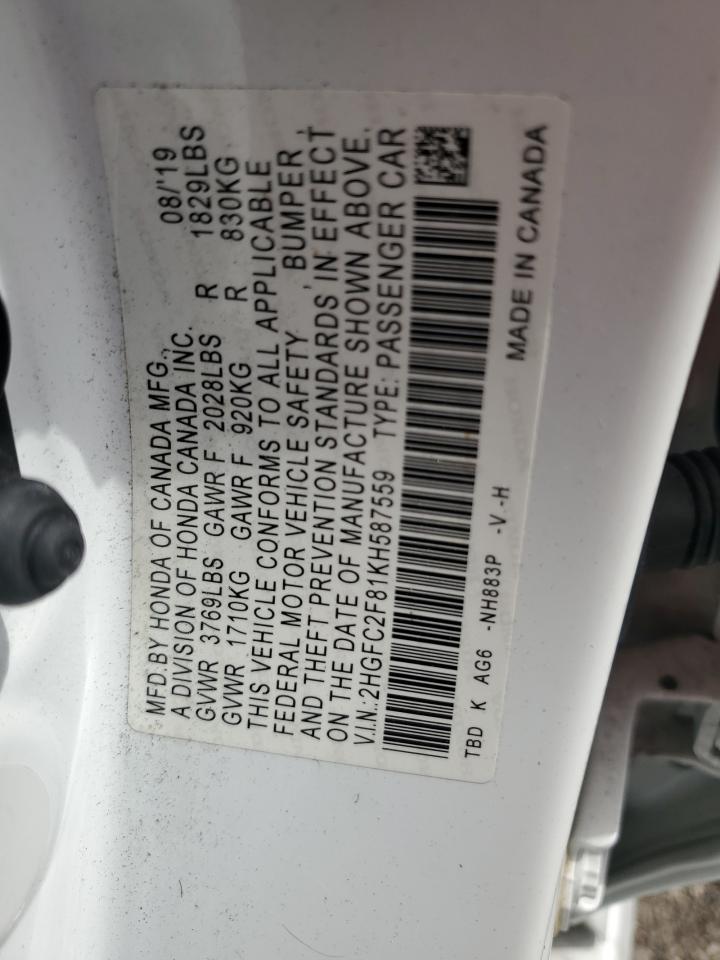 MFD.BY HONDA OF CANADA MFG., 08/'19
A DIVISION OF HONDA CANADA INC.
GVWR 3769LBS GAWR F 2028LBS R 1829LBS
GVWR 1710KG GAWR F 920KG R 830KG
THIS VEHICLE CONFORMS TO ALL APPLICABLE
FEDERAL MOTOR VEHICLE SAFETY , BUMPER ,
AND THEFT PREVENTION STANDARDS IN EFFECT
ON THE DATE OF MANUFACTURE SHOWN ABOVE.
V.I.N.:2HGFC2F81KH587559 TYPE: PASSENGER CAR
TBD K AG6 -NH883P -V -H
MADE IN CANADA